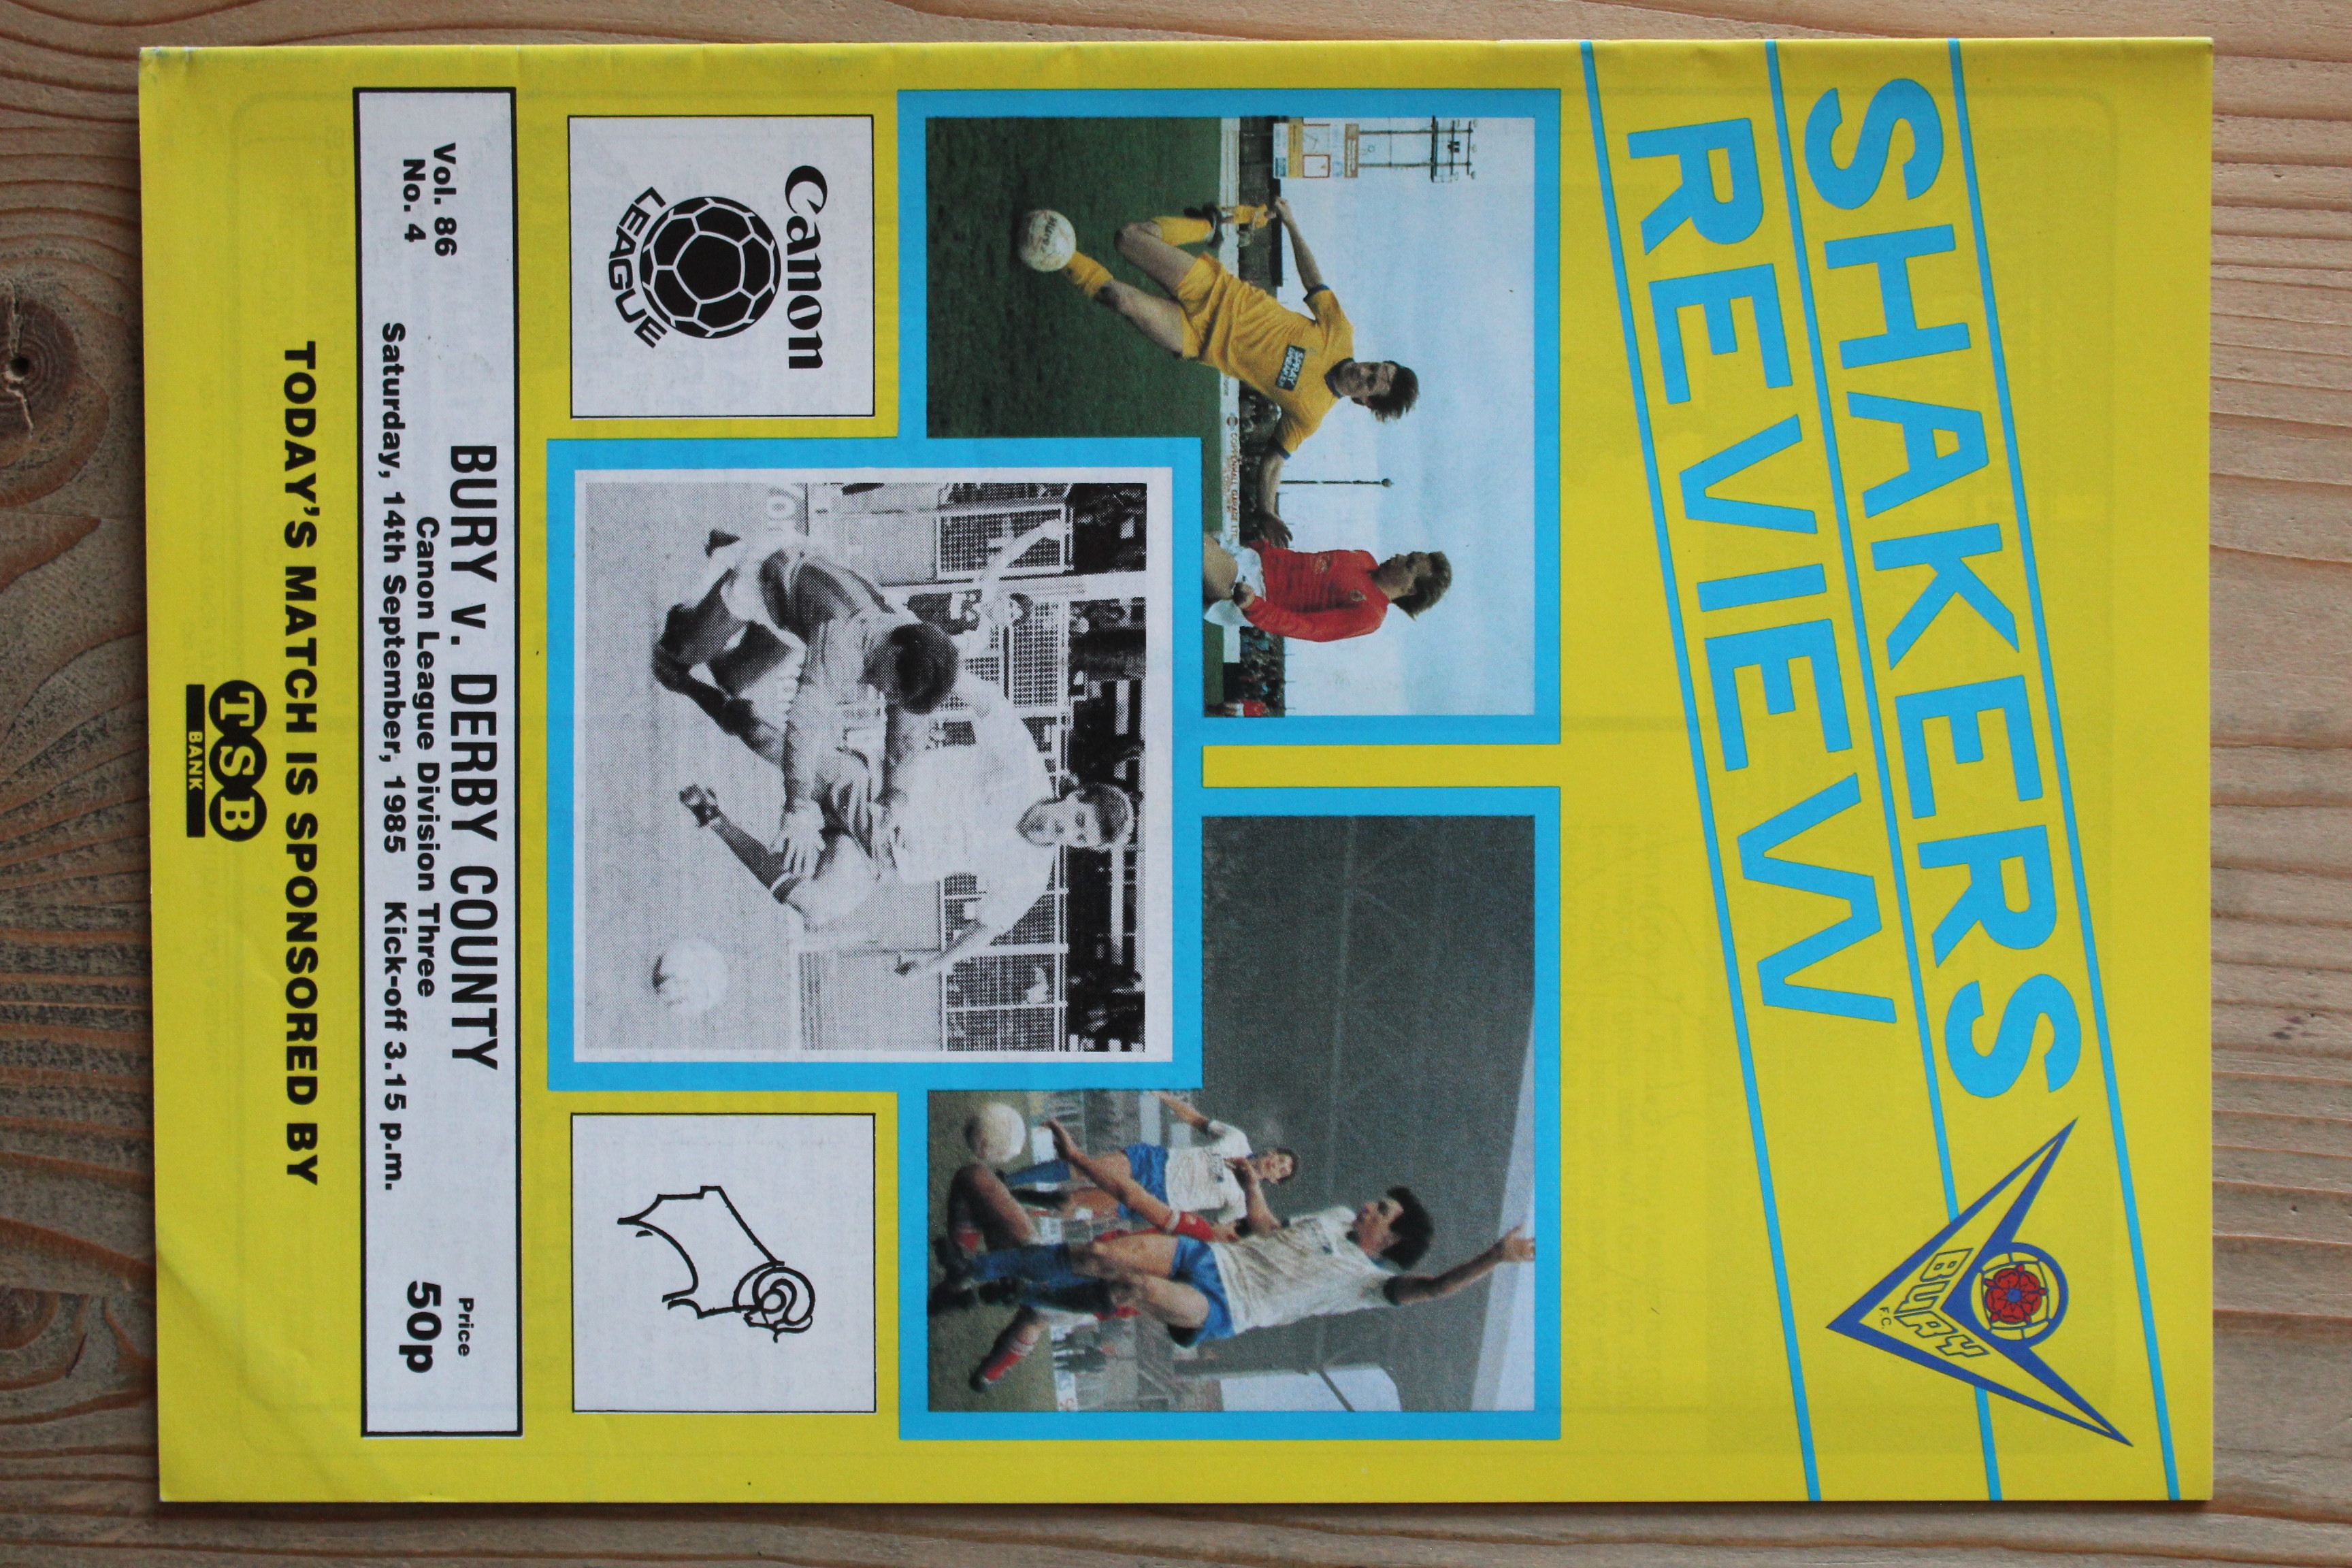 SHAKERS
REVIEW
BURY
F.C.
SPRAY
Canon
LEAGUE
Vol. 86
No. 4
BURY v. DERBY COUNTY
Canon League Division Three
Saturday, 14th September, 1985 Kick-off 3.15 p.m.
Price
50p
TODAY'S MATCH IS SPONSORED BY
TSB
BANK